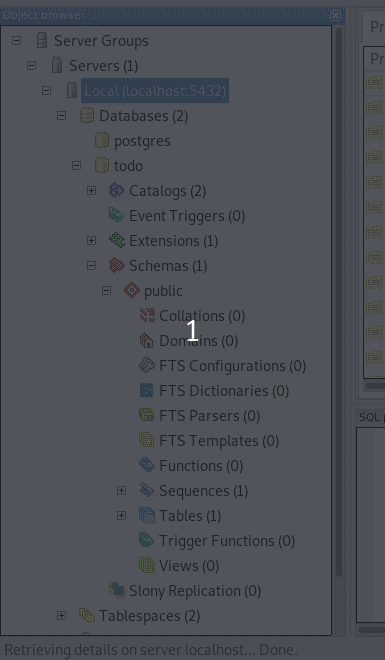 Object browser
Server Groups
Servers (1)
Local (localhost:5432)
Databases (2)
postgres
todo
Catalogs (2)
Event Triggers (0)
Extensions (1)
Schemas (1)
public
Collations (0)
1
Domains (0)
FTS Configurations (0)
FTS Dictionaries (0)
FTS Parsers (0)
FTS Templates (0)
Functions (0)
Sequences (1)
Tables (1)
Trigger Functions (0)
Views (0)
Slony Replication (0)
Tablespaces (2)
Retrieving details on server localhost... Done.
Pr
Pr
SQL